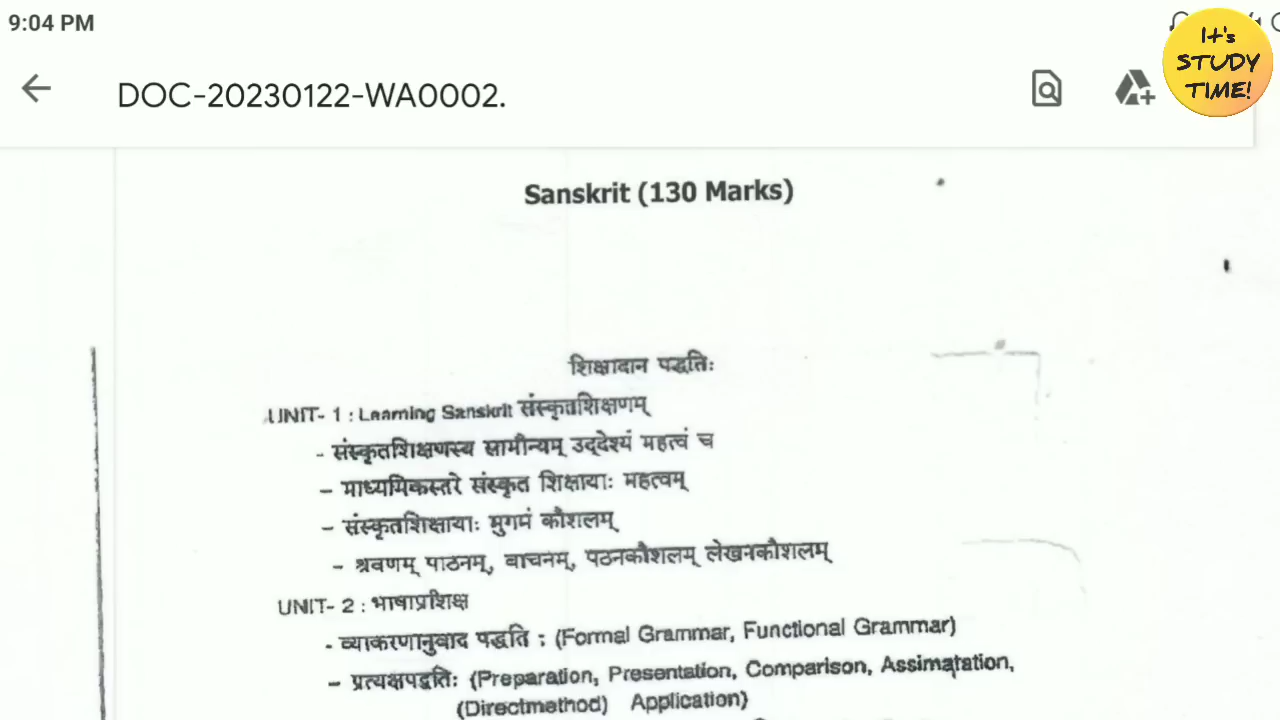 9:04 PM
It's
STUDY
TIME!
DOC-20230122-WA0002.
Sanskrit (130 Marks)
शिक्षादान पद्धतिः
UNIT- 1 : Learning Sanskrit संस्कृतशिक्षणम्
- संस्कृतशिक्षणस्य सामान्यम् उद्देश्यं महत्वं च
- माध्यमिकस्तरे संस्कृत शिक्षायाः महत्वम्
- संस्कृतशिक्षायाः मुगमं कौशलम्
- श्रवणम् पाठनम्, वाचनम्, पठनकौशलम् लेखनकौशलम्
UNIT- 2 : भाषाप्रशिक्ष
- व्याकरणानुवाद पद्धति : (Formal Grammar, Functional Grammar)
- प्रत्यक्षपद्धतिः (Preparation, Presentation, Comparison, Assimatation,
(Directmethod) Application)